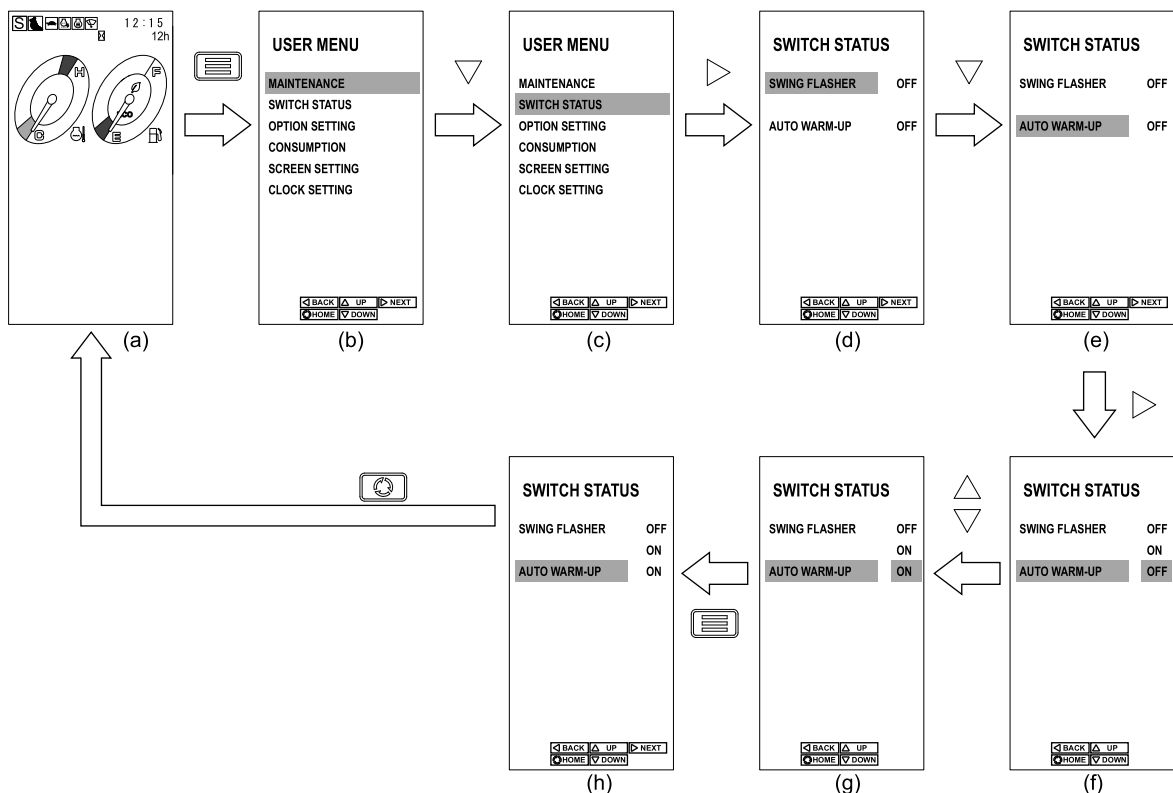 S 12:15
12h
H F
ECO
C E
(a)
USER MENU
MAINTENANCE
SWITCH STATUS
OPTION SETTING
CONSUMPTION
SCREEN SETTING
CLOCK SETTING
BACK UP NEXT
HOME DOWN
(b)
USER MENU
MAINTENANCE
SWITCH STATUS
OPTION SETTING
CONSUMPTION
SCREEN SETTING
CLOCK SETTING
BACK UP NEXT
HOME DOWN
(c)
SWITCH STATUS
SWING FLASHER OFF
AUTO WARM-UP OFF
BACK UP NEXT
HOME DOWN
(d)
SWITCH STATUS
SWING FLASHER OFF
AUTO WARM-UP OFF
BACK UP NEXT
HOME DOWN
(e)
SWITCH STATUS
SWING FLASHER OFF
ON
AUTO WARM-UP ON
BACK UP NEXT
HOME DOWN
(h)
SWITCH STATUS
SWING FLASHER OFF
ON
AUTO WARM-UP ON
BACK UP
HOME DOWN
(g)
SWITCH STATUS
SWING FLASHER OFF
ON
AUTO WARM-UP OFF
BACK UP
HOME DOWN
(f)